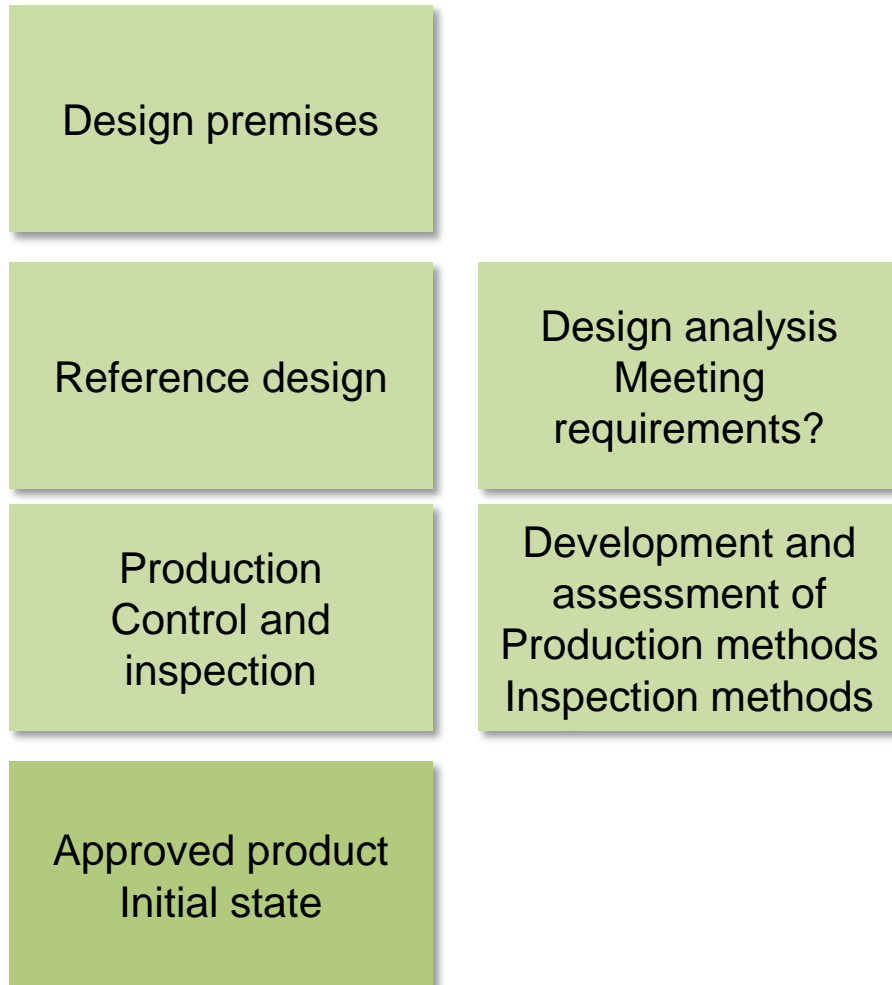 Design premises
Reference design
Design analysis
Meeting
requirements?
Production
Control and
inspection
Development and
assessment of
Production methods
Inspection methods
Approved product
Initial state